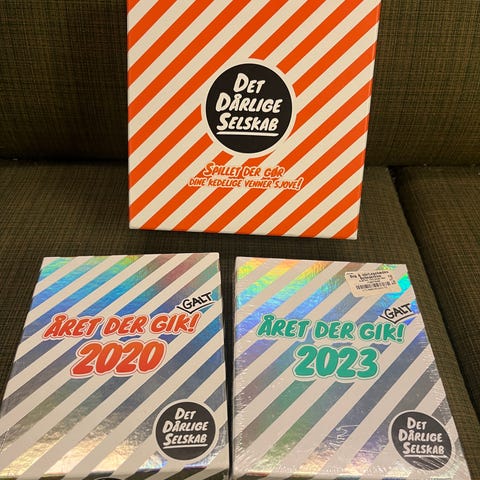 DET
DÅRLIGE
SELSKAB
SPILLET DER GØR
DINE KEDELIGE VENNER SJOVE!
GALT
ÅRET DER GIK!
2020
DET
DÅRLIGE
SELSKAB
GALT
ÅRET DER GIK!
2023
DET
DÅRLIGE
SELSKAB